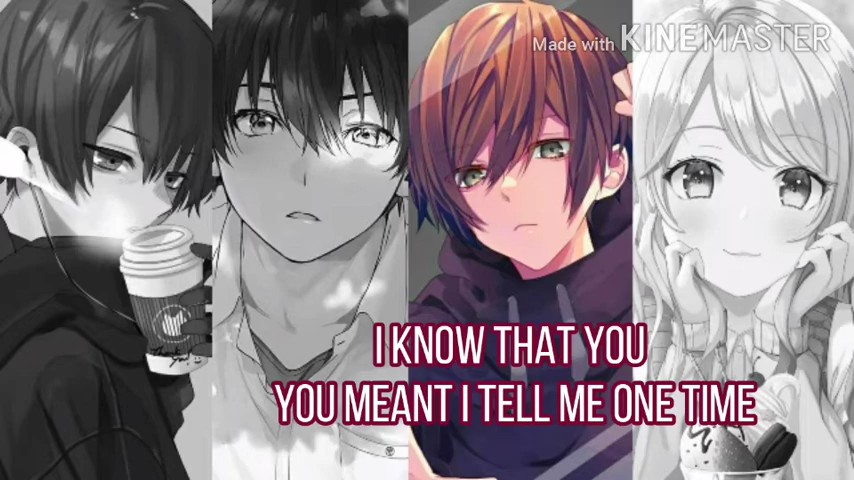 Made with KINEMASTER
I KNOW THAT YOU
YOU MEANT I TELL ME ONE TIME